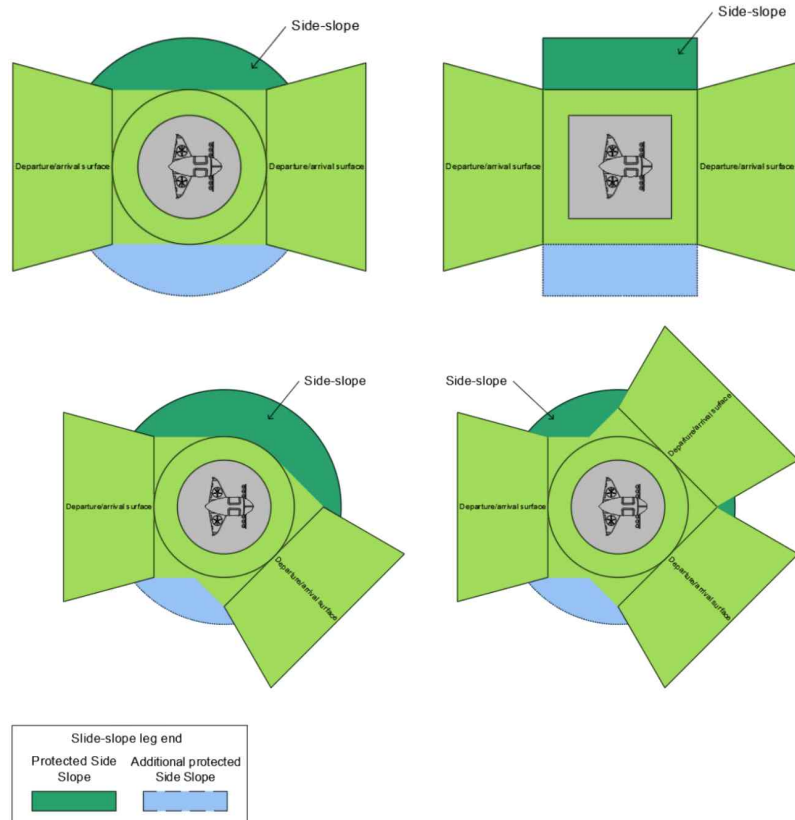 Side-slope
Side-slope
Departure/arrival surface
Departure/arrival surface
Departure/arrival surface
Departure/arrival surface
Side-slope
Side-slope
Departure/arrival surface
Departure/arrival surface
Departure/arrival surface
Departure/arrival surface
Departure/arrival surface
Slide-slope leg end
Protected Side
Slope
Additional protected
Side Slope